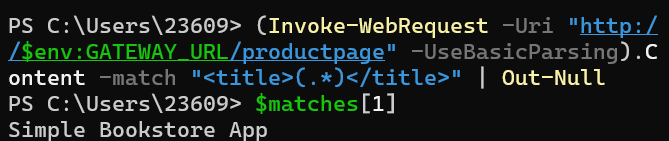 PS C:\Users\23609> (Invoke-WebRequest -Uri "http:/
/$env:GATEWAY_URL/productpage" -UseBasicParsing).C
ontent -match "<title>(.*)</title>" | Out-Null
PS C:\Users\23609> $matches[1]
Simple Bookstore App